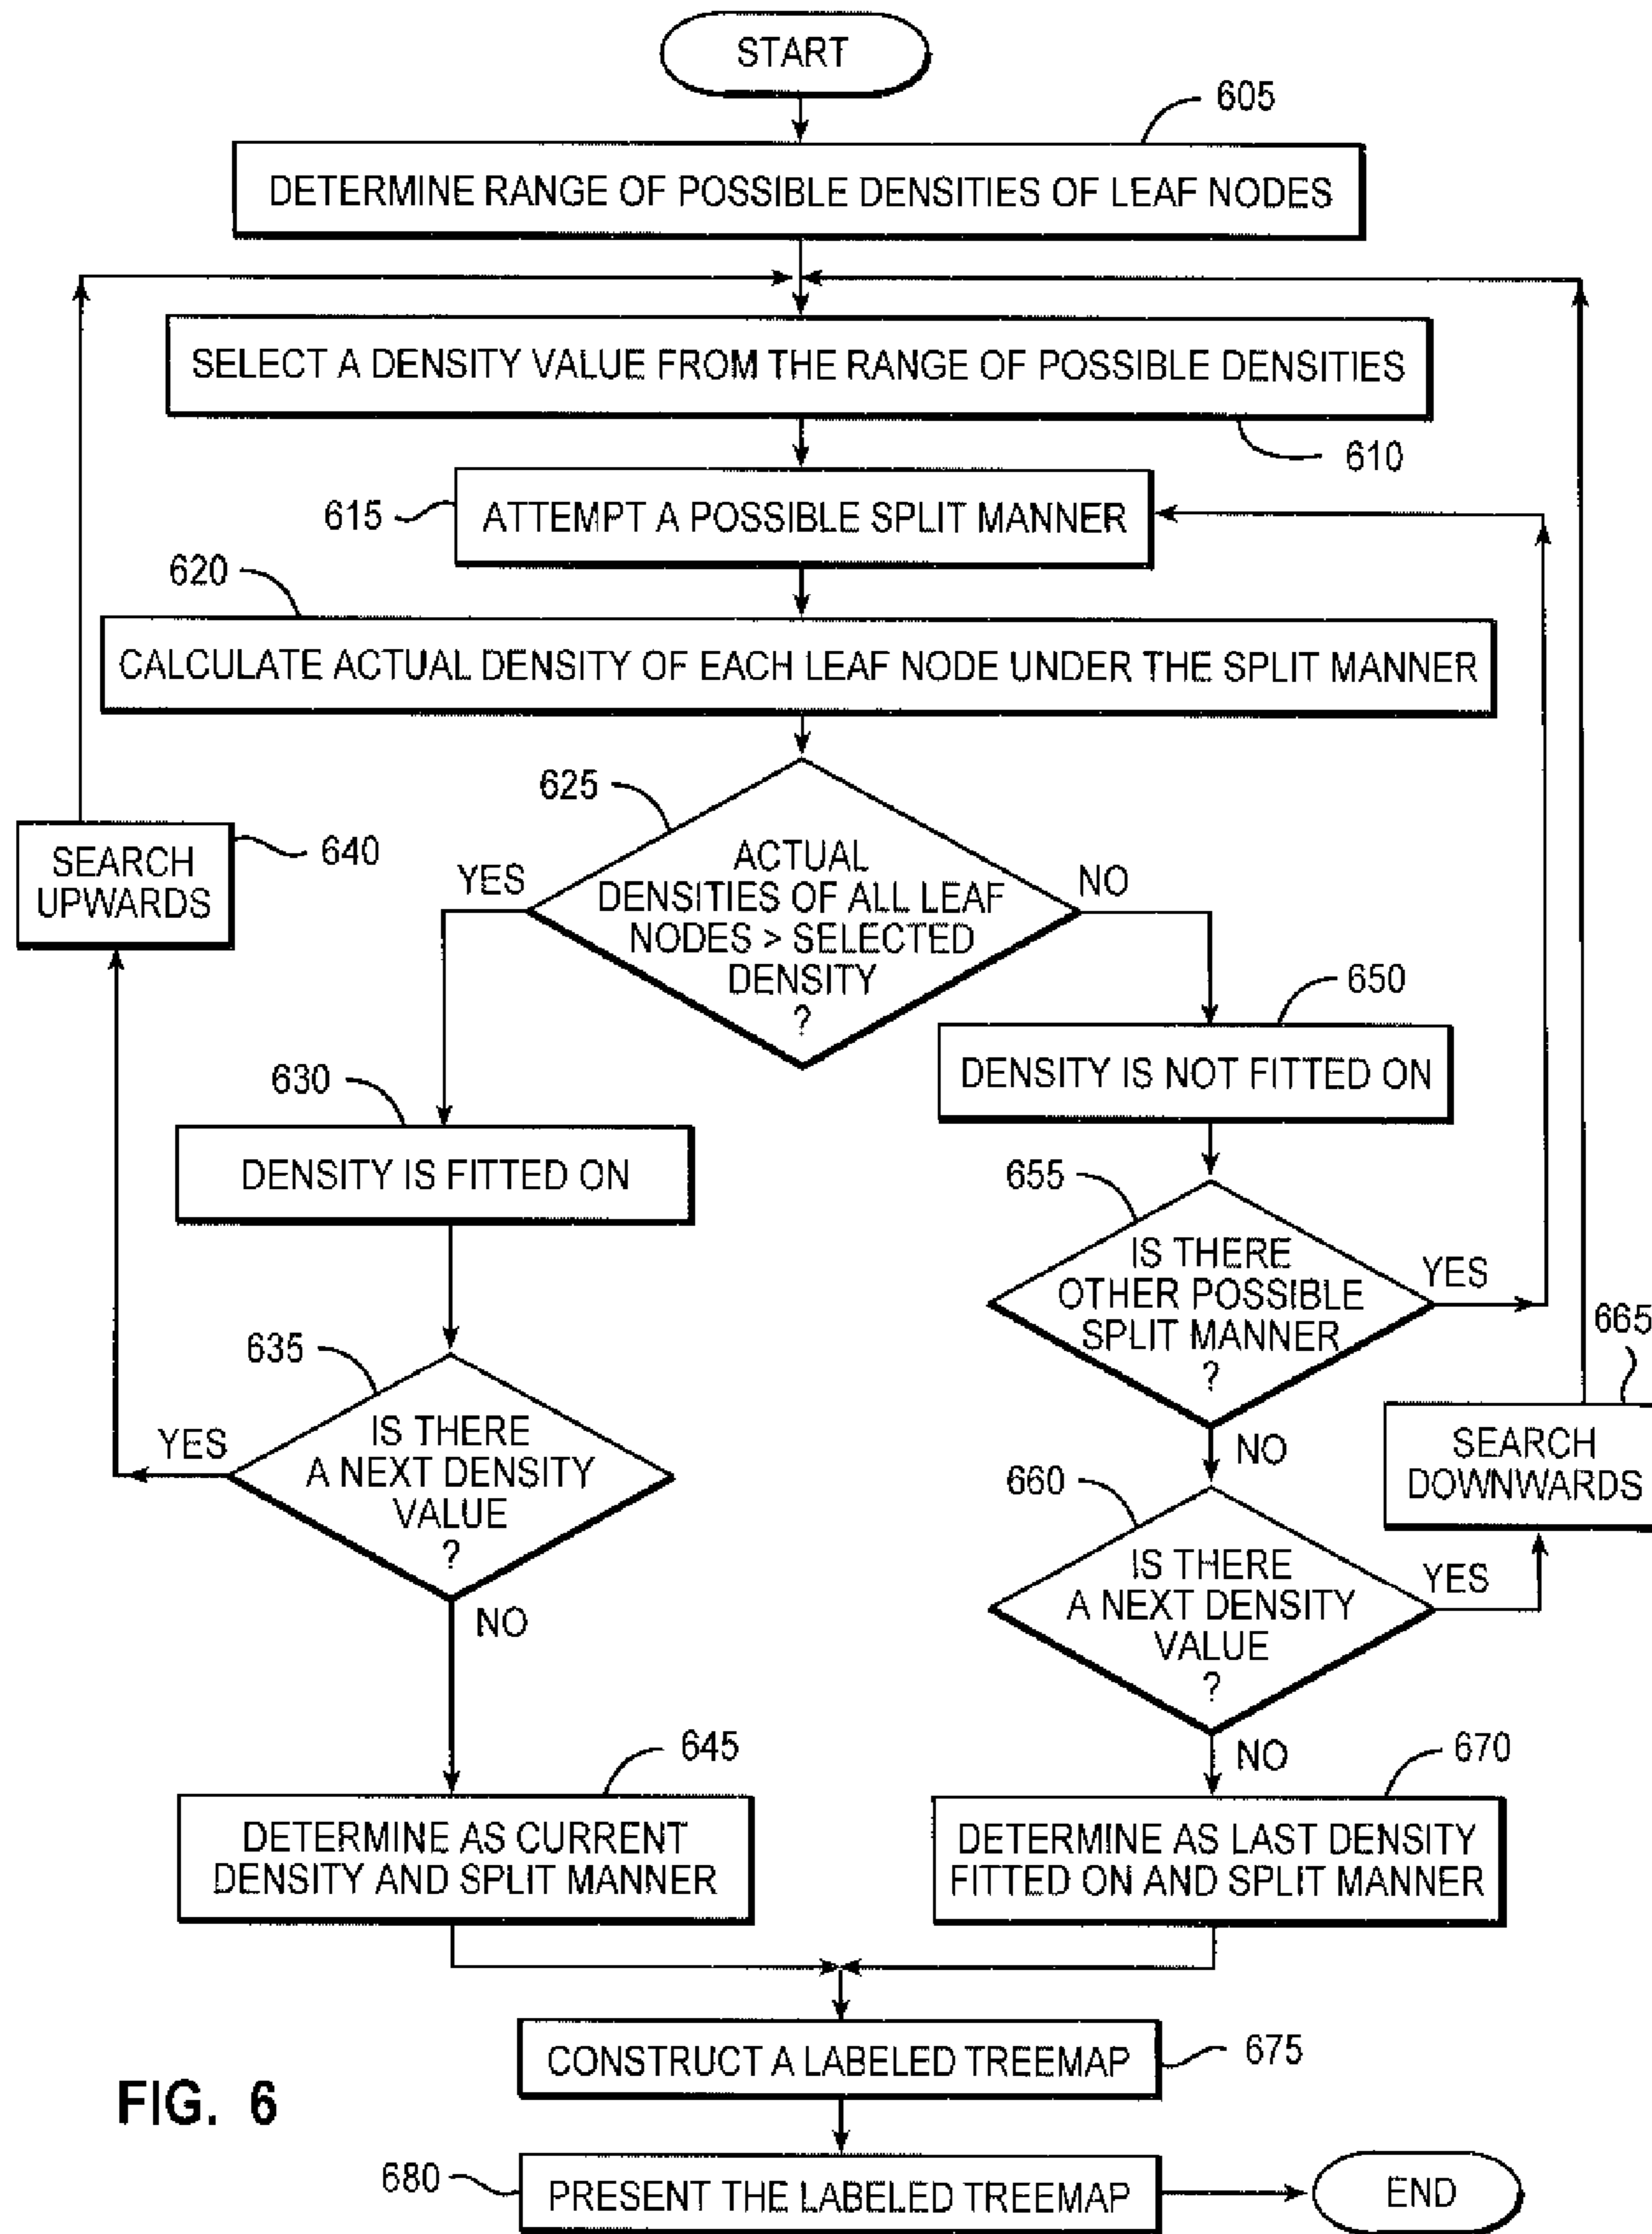 START
605
DETERMINE RANGE OF POSSIBLE DENSITIES OF LEAF NODES
SELECT A DENSITY VALUE FROM THE RANGE OF POSSIBLE DENSITIES
610
615
ATTEMPT A POSSIBLE SPLIT MANNER
620
CALCULATE ACTUAL DENSITY OF EACH LEAF NODE UNDER THE SPLIT MANNER
625
ACTUAL
DENSITIES OF ALL LEAF
NODES > SELECTED
DENSITY
?
YES
NO
SEARCH
UPWARDS
640
650
DENSITY IS NOT FITTED ON
630
DENSITY IS FITTED ON
655
IS THERE
OTHER POSSIBLE
SPLIT MANNER
?
YES
NO
665
SEARCH
DOWNWARDS
635
IS THERE
A NEXT DENSITY
VALUE
?
YES
NO
660
IS THERE
A NEXT DENSITY
VALUE
?
YES
NO
645
DETERMINE AS CURRENT
DENSITY AND SPLIT MANNER
670
DETERMINE AS LAST DENSITY
FITTED ON AND SPLIT MANNER
CONSTRUCT A LABELED TREEMAP
675
FIG. 6
680
PRESENT THE LABELED TREEMAP
END